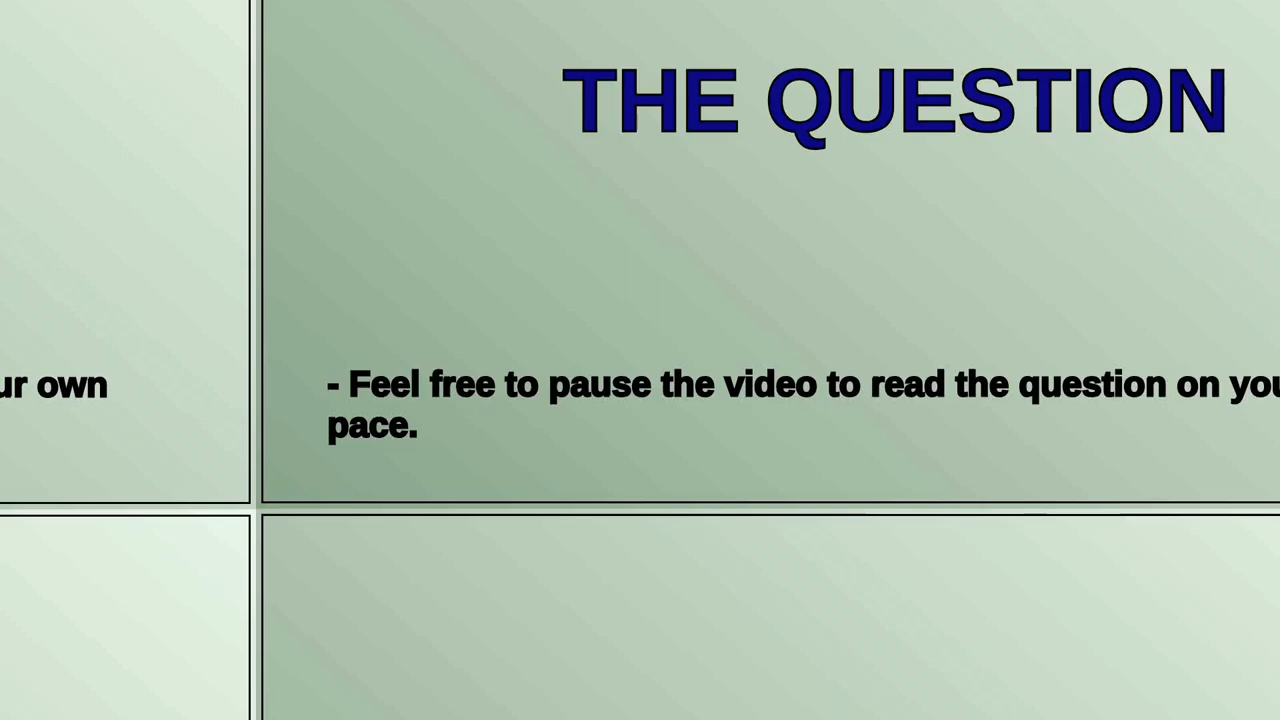 THE QUESTION
ur own
- Feel free to pause the video to read the question on you
pace.